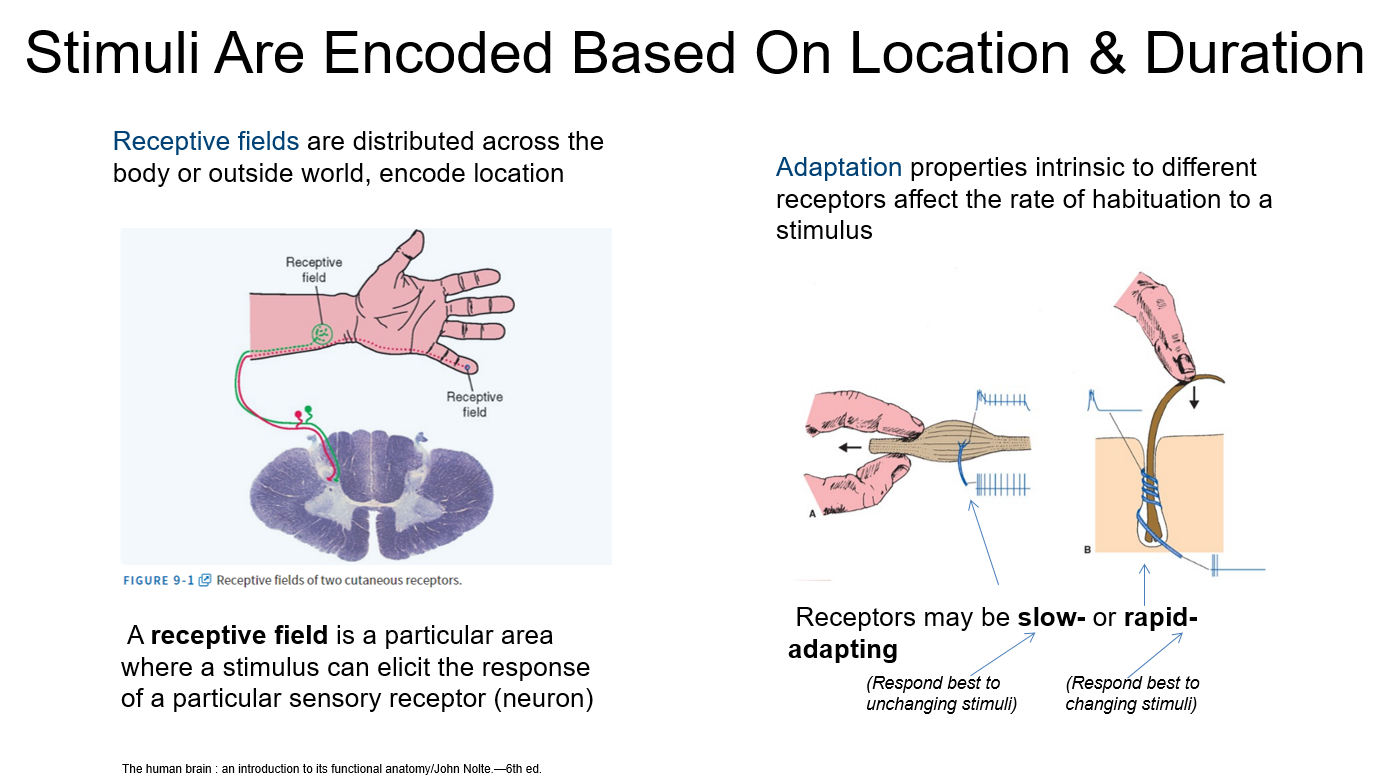 Stimuli Are Encoded Based On Location & Duration
Receptive fields are distributed across the
body or outside world, encode location
Receptive
field
Receptive
field
FIGURE 9-1 Receptive fields of two cutaneous receptors.
A receptive field is a particular area
where a stimulus can elicit the response
of a particular sensory receptor (neuron)
Adaptation properties intrinsic to different
receptors affect the rate of habituation to a
stimulus
A
B
Receptors may be slow- or rapid-
adapting
(Respond best to
unchanging stimuli)
(Respond best to
changing stimuli)
The human brain : an introduction to its functional anatomy/John Nolte.—6th ed.